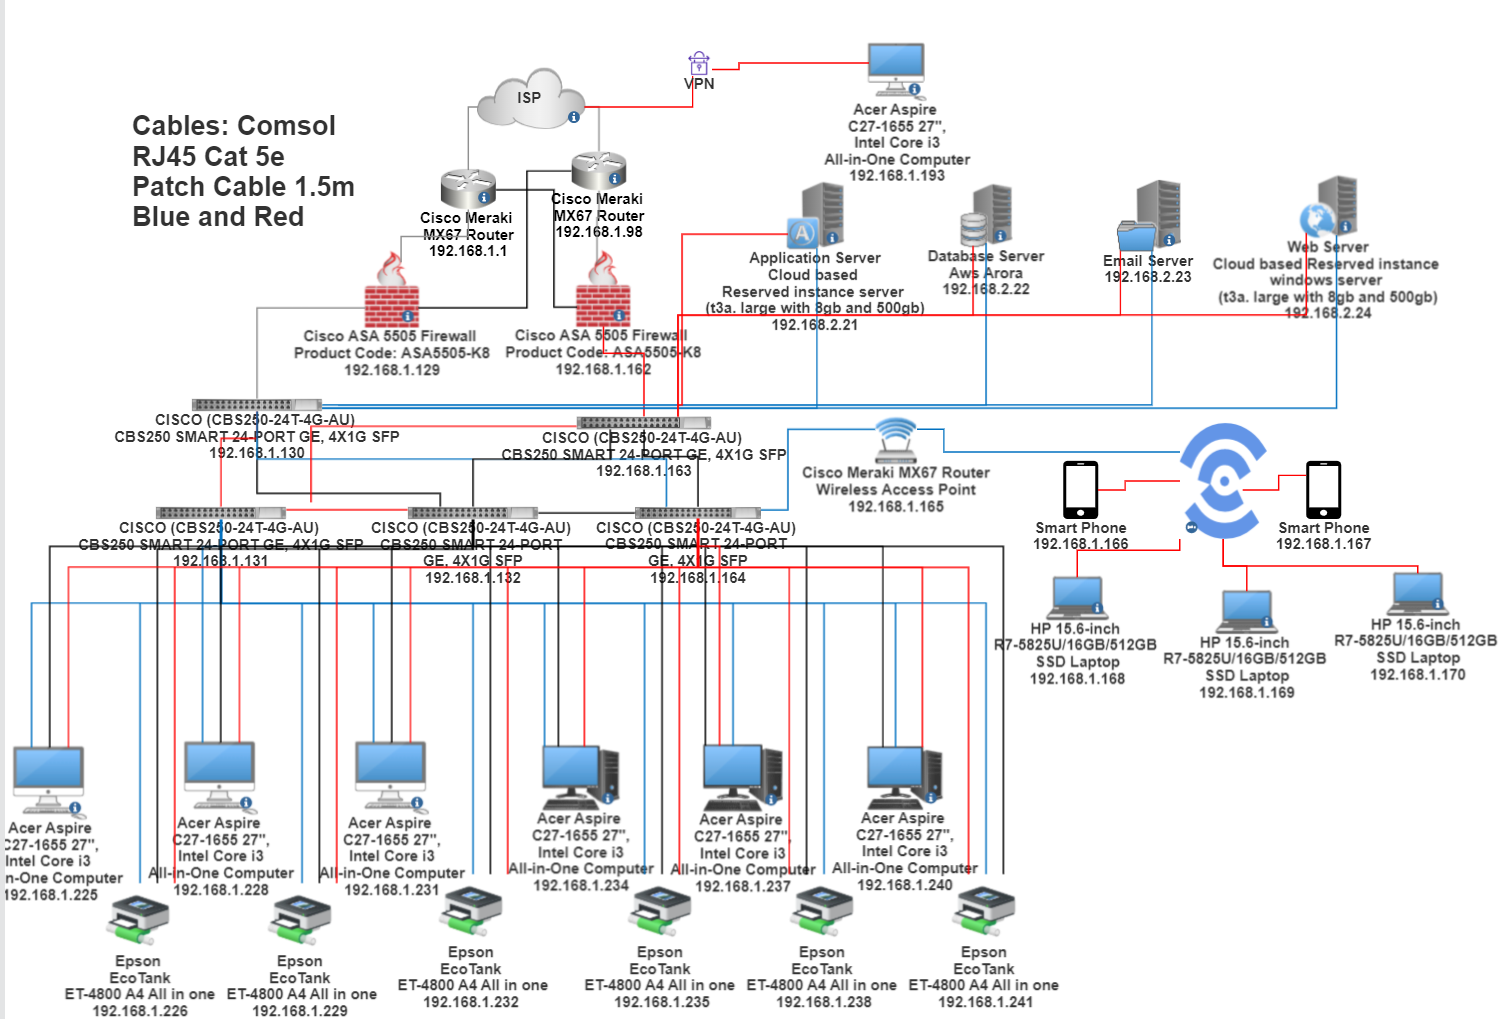 ISP
VPN
Acer Aspire
C27-1655 27",
Intel Core i3
All-in-One Computer
192.168.1.193
Cables: Comsol
RJ45 Cat 5e
Patch Cable 1.5m
Blue and Red
Cisco Meraki
MX67 Router
192.168.1.1
Cisco Meraki
MX67 Router
192.168.1.98
Application Server
Cloud based
Reserved instance server
(t3a. large with 8gb and 500gb)
192.168.2.21
Database Server
Aws Arora
192.168.2.22
Email Server
192.168.2.23
Web Server
Cloud based Reserved instance
windows server
(t3a. large with 8gb and 500gb)
192.168.2.24
Cisco ASA 5505 Firewall
Product Code: ASA5505-K8
192.168.1.129
Cisco ASA 5505 Firewall
Product Code: ASA5505-K8
192.168.1.162
CISCO (CBS250-24T-4G-AU)
CBS250 SMART 24-PORT GE, 4X1G SFP
192.168.1.130
CISCO (CBS250-24T-4G-AU)
CBS250 SMART 24-PORT GE, 4X1G SFP
192.168.1.163
Cisco Meraki MX67 Router
Wireless Access Point
192.168.1.165
Smart Phone
192.168.1.166
Smart Phone
192.168.1.167
CISCO (CBS250-24T-4G-AU)
CBS250 SMART 24-PORT GE, 4X1G SFP
192.168.1.131
CISCO (CBS250-24T-4G-AU)
CBS250 SMART 24-PORT
GE, 4X1G SFP
192.168.1.132
CISCO (CBS250-24T-4G-AU)
CBS250 SMART 24-PORT
GE, 4X1G SFP
192.168.1.164
HP 15.6-inch
R7-5825U/16GB/512GB
SSD Laptop
192.168.1.168
HP 15.6-inch
R7-5825U/16GB/512GB
SSD Laptop
192.168.1.169
HP 15.6-inch
R7-5825U/16GB/512GB
SSD Laptop
192.168.1.170
Acer Aspire
C27-1655 27",
Intel Core i3
n-One Computer
192.168.1.225
Acer Aspire
C27-1655 27",
Intel Core i3
All-in-One Computer
192.168.1.228
Acer Aspire
C27-1655 27",
Intel Core i3
All-in-One Computer
192.168.1.231
Acer Aspire
C27-1655 27",
Intel Core i3
All-in-One Computer
192.168.1.234
Acer Aspire
C27-1655 27",
Intel Core i3
All-in-One Computer
192.168.1.237
Acer Aspire
C27-1655 27",
Intel Core i3
All-in-One Computer
192.168.1.240
Epson
EcoTank
ET-4800 A4 All in one
192.168.1.226
Epson
EcoTank
ET-4800 A4 All in one
192.168.1.229
Epson
EcoTank
ET-4800 A4 All in one
192.168.1.232
Epson
EcoTank
ET-4800 A4 All in one
192.168.1.235
Epson
EcoTank
ET-4800 A4 All in one
192.168.1.238
Epson
EcoTank
ET-4800 A4 All in one
192.168.1.241